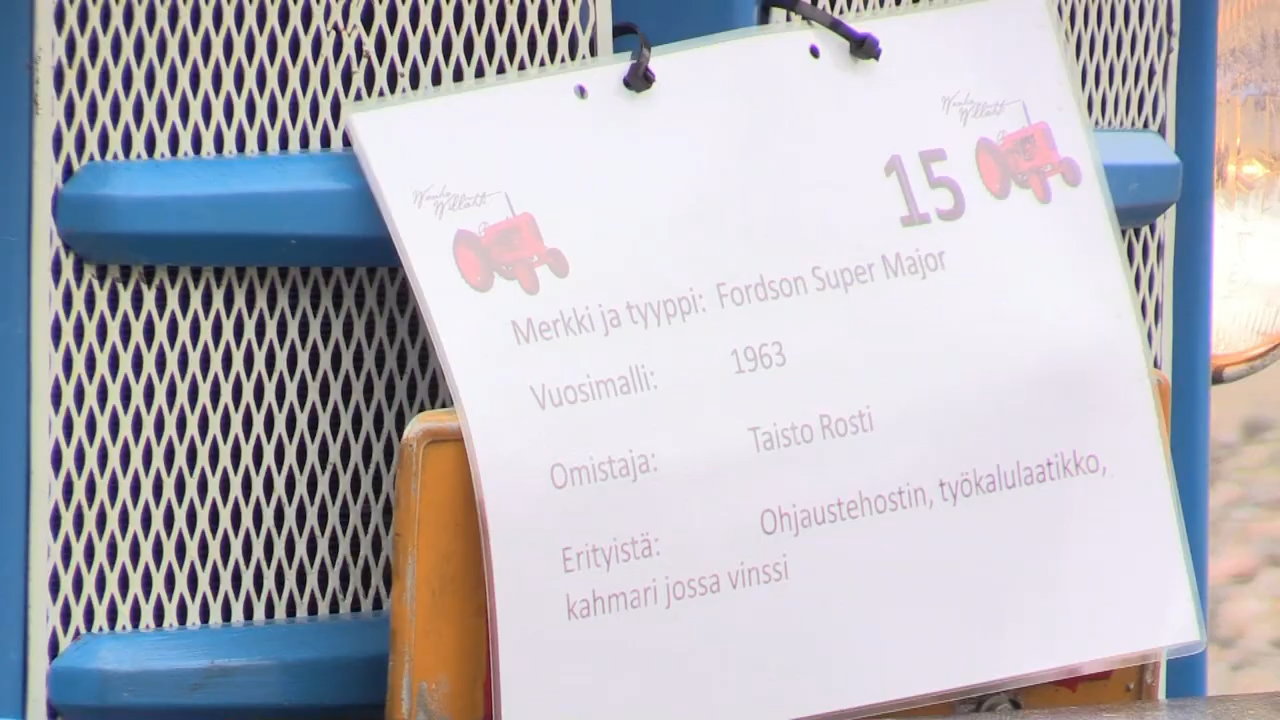 15
Merkki ja tyyppi: Fordson Super Major
Vuosimalli: 1963
Omistaja: Taisto Rosti
Erityistä: Ohjaustehostin, työkalulaatikko,
kahmari jossa vinssi